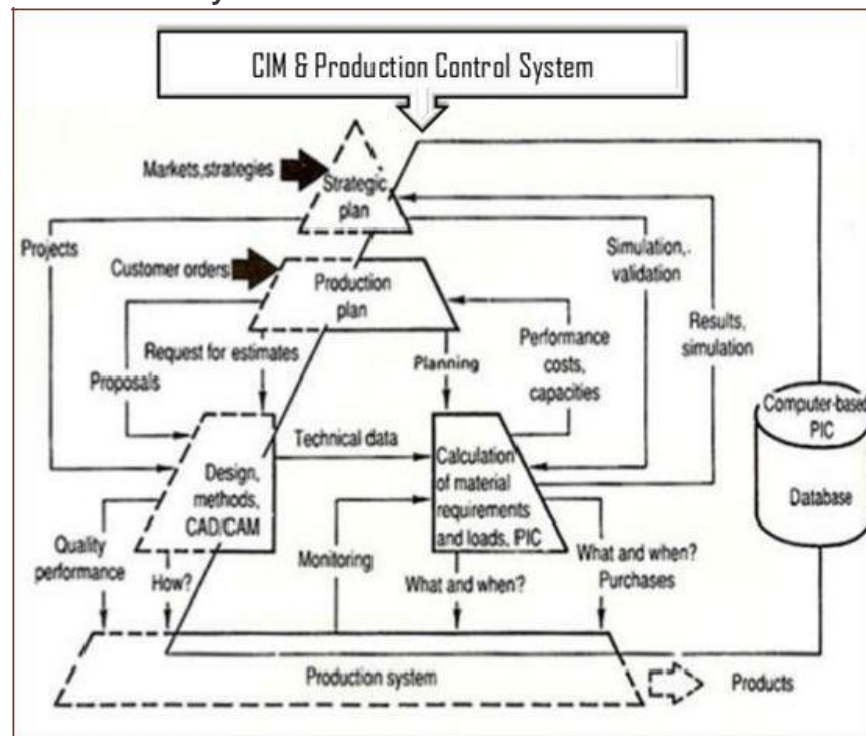 CIM & Production Control System
Markets,strategies
Strategic
plan
Projects
Customer orders
Production
plan
Simulation,
validation
Results,
simulation
Request for estimates
Proposals
Planning
Performance
costs,
capacities
Computer-based
PIC
Database
Technical data
Design,
methods,
CAD/CAM
Calculation
of material
requirements
and loads, PIC
Quality
performance
How?
Monitoring
What and when?
What and when?
Purchases
Production system
Products